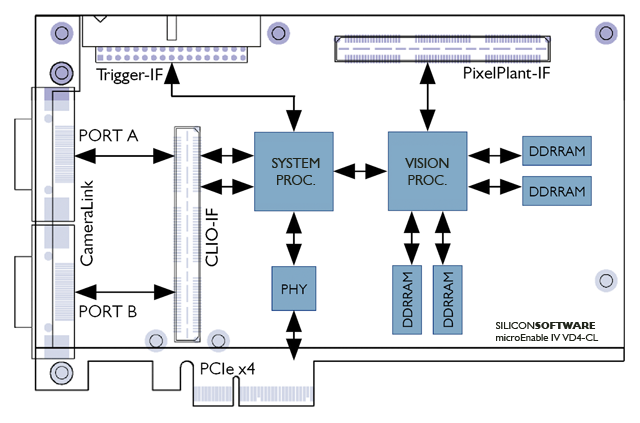 Trigger-IF
PixelPlant-IF
PORT A
CameraLink
CLIO-IF
SYSTEM
PROC.
VISION
PROC.
DDRRAM
DDRRAM
PHY
DDRRAM
DDRRAM
PORT B
SILICONSOFTWARE
microEnable IV VD4-CL
PCIe x4